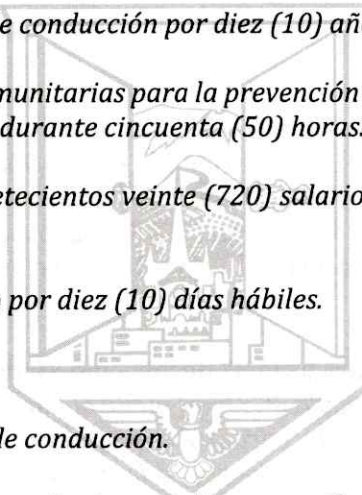 e conducción por diez (10) añ
munitarias para la prevención
durante cincuenta (50) horas.
etecientos veinte (720) salario
por diez (10) días hábiles.
de conducción.